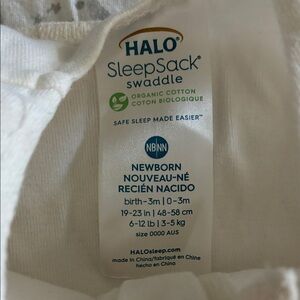 HALO®
SleepSack®
swaddle
ORGANIC COTTON
COTON BIOLOGIQUE
SAFE SLEEP MADE EASIER™
NB|NN
NEWBORN
NOUVEAU-NÉ
RECIÉN NACIDO
birth-3m | 0-3m
19-23 in | 48-58 cm
6-12 lb | 3-5 kg
size 0000 AUS
HALOsleep.com
made in China/fabriqué en Chine
hecho en China